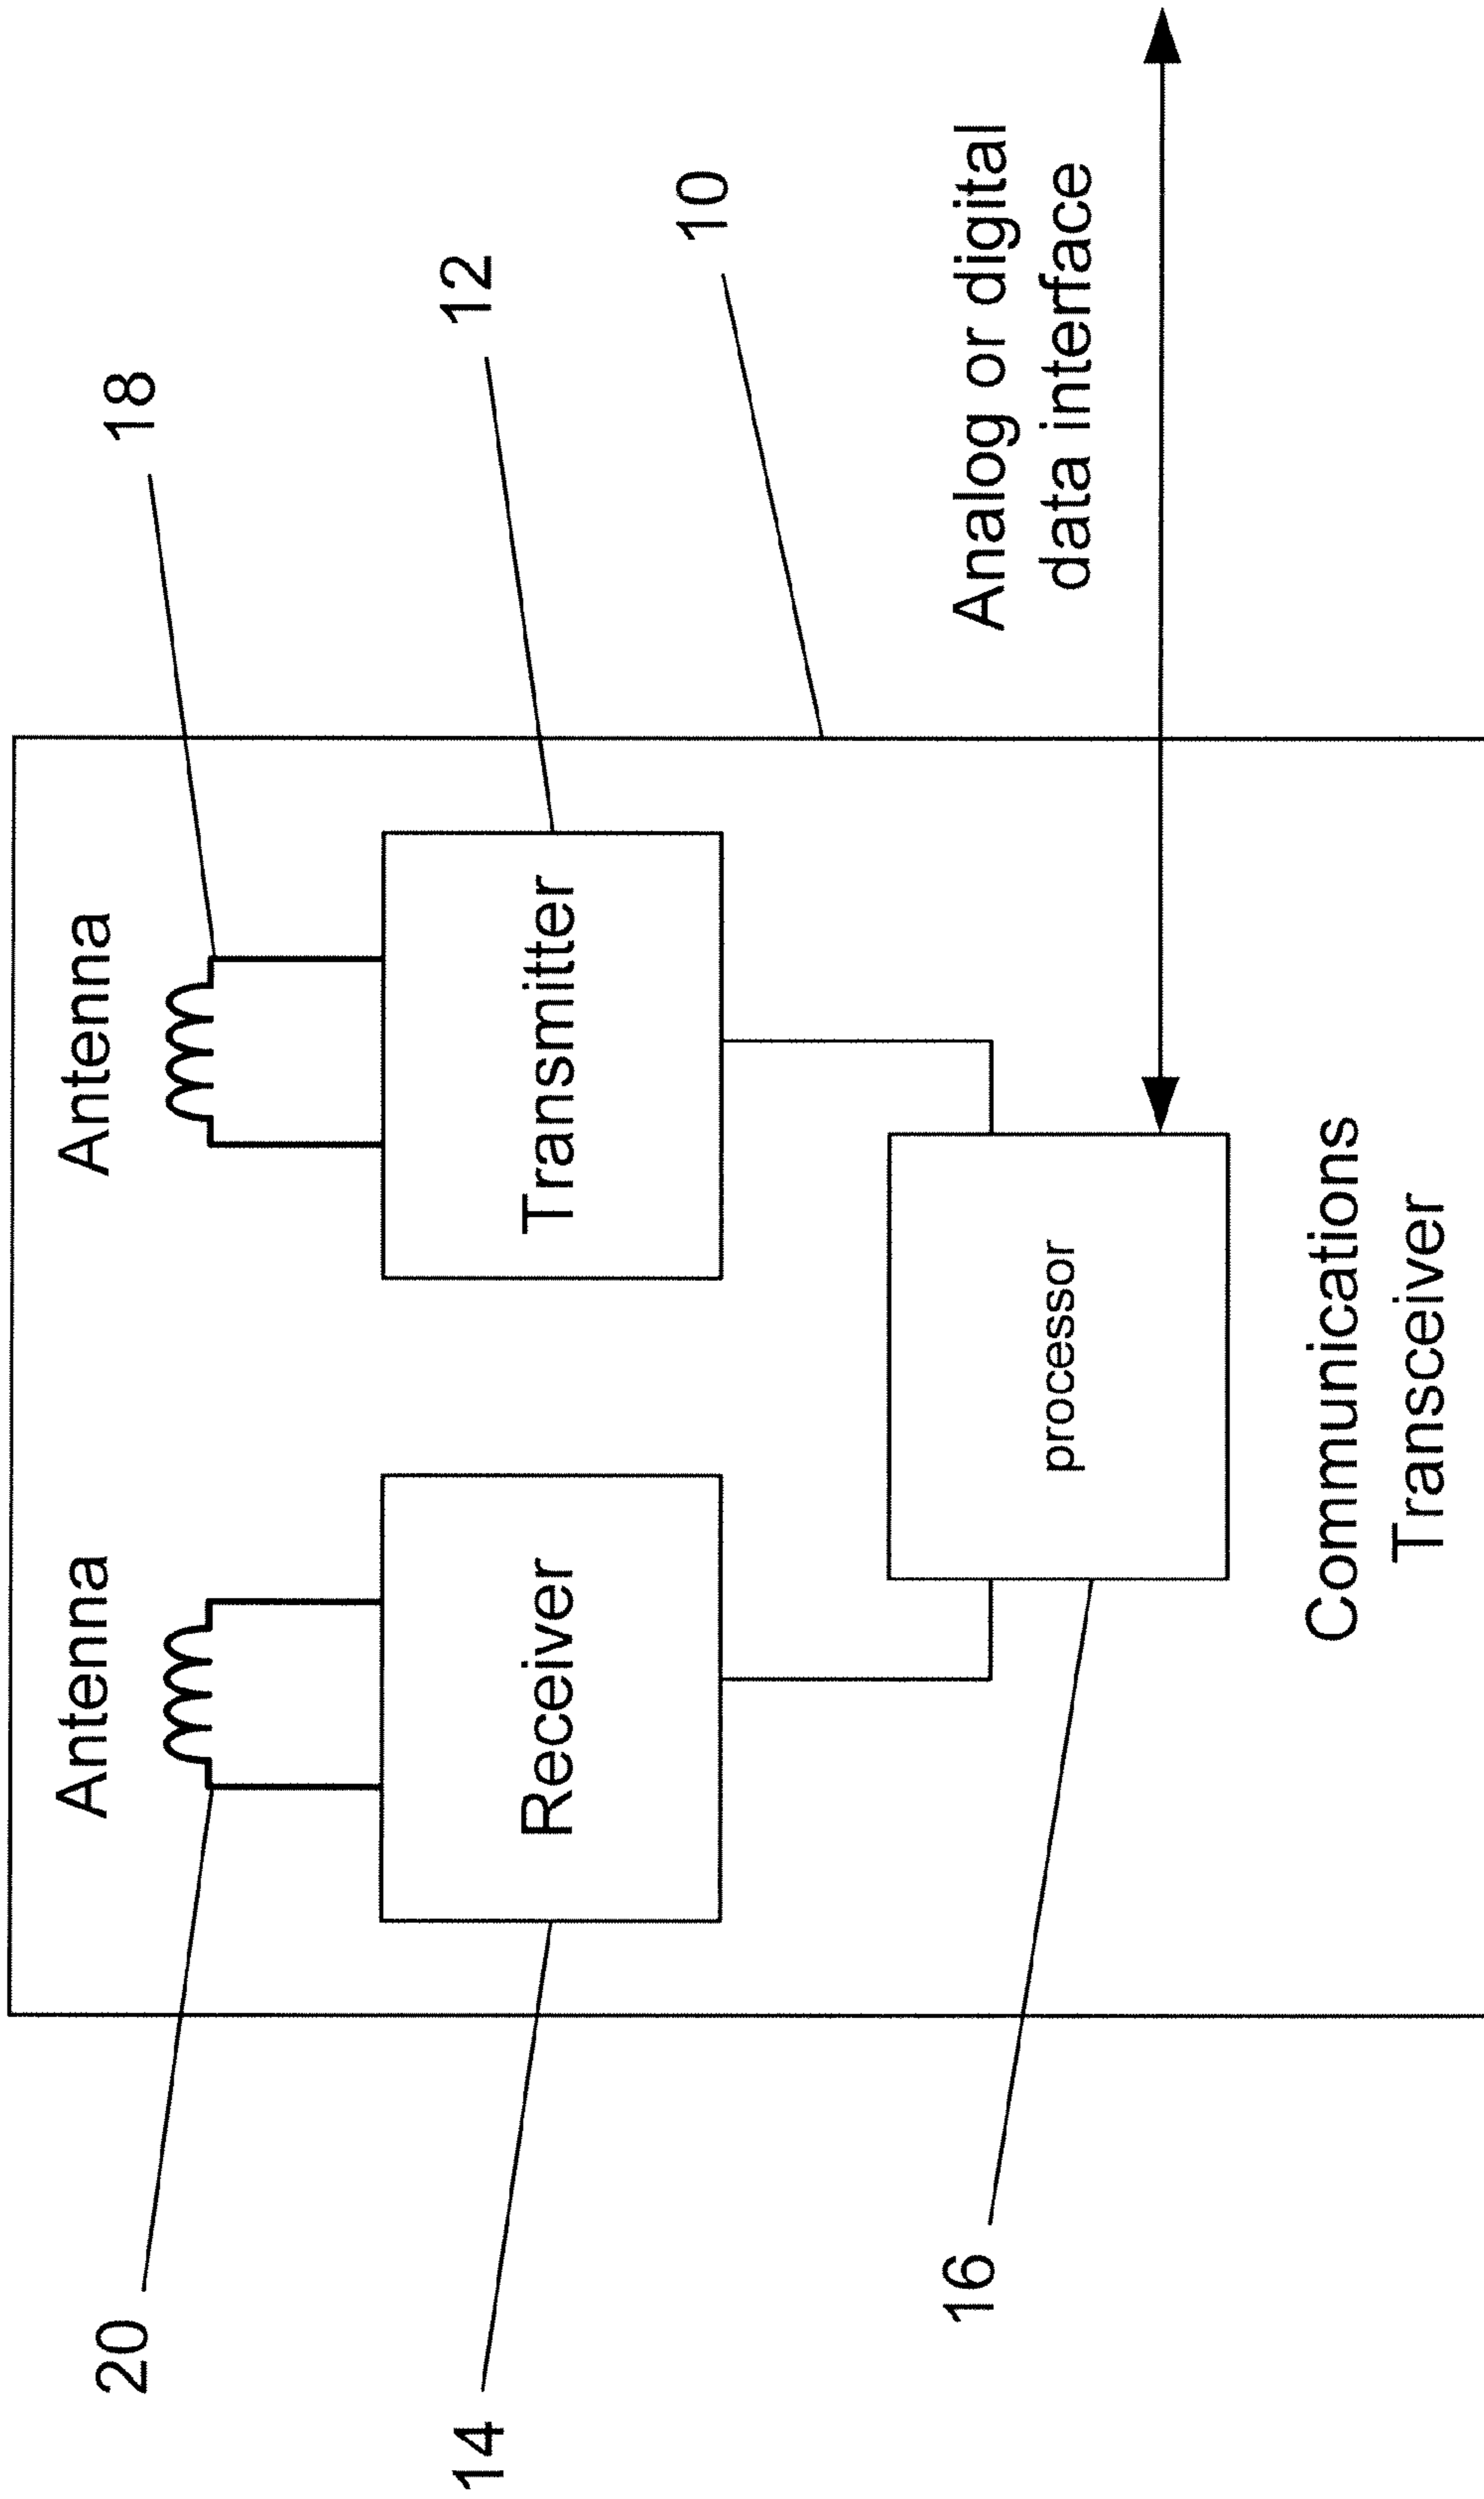 Antenna
Antenna
20
18
Receiver
Transmitter
14
12
10
processor
16
Analog or digital
data interface
Communications
Transceiver